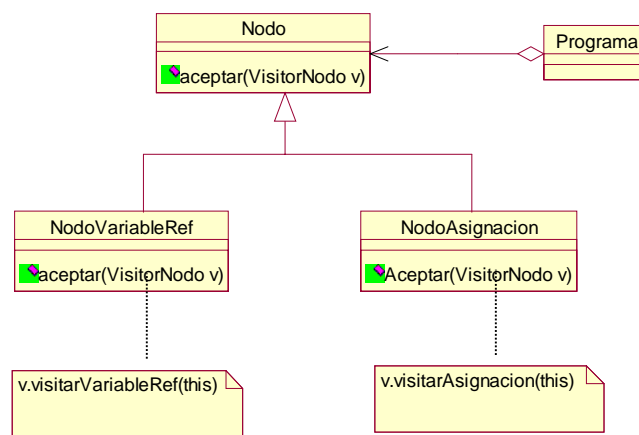 Nodo
aceptar(VisitorNodo v)
Programa
NodoVariableRef
aceptar(VisitorNodo v)
NodoAsignacion
Aceptar(VisitorNodo v)
v.visitarVariableRef(this)
v.visitarAsignacion(this)